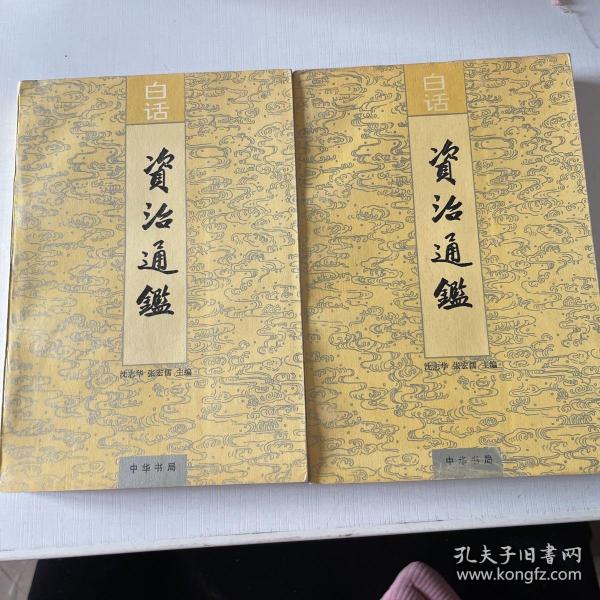 白话
資治通鑑
沈志华 张宏儒 主编
中华书局
白话
資治通鑑
沈志华 张宏儒 主编
中华书局
孔夫子旧書网
www.kongfz.com